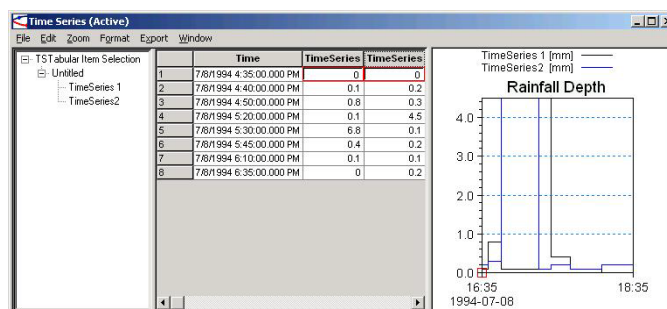 Time Series (Active)
File Edit Zoom Format Export Window
TSTabular Item Selection
Untitled
TimeSeries 1
TimeSeries2
Time TimeSeries TimeSeries
1 7/8/1994 4:35:00.000 PM 0 0
2 7/8/1994 4:40:00.000 PM 0.1 0.2
3 7/8/1994 4:50:00.000 PM 0.8 0.3
4 7/8/1994 5:20:00.000 PM 0.1 4.5
5 7/8/1994 5:30:00.000 PM 6.8 0.1
6 7/8/1994 5:45:00.000 PM 0.4 0.2
7 7/8/1994 6:10:00.000 PM 0.1 0.1
8 7/8/1994 6:35:00.000 PM 0 0.2
TimeSeries 1 [mm]
TimeSeries2 [mm]
Rainfall Depth
4.0
3.0
2.0
1.0
0.0
16:35 18:35
1994-07-08